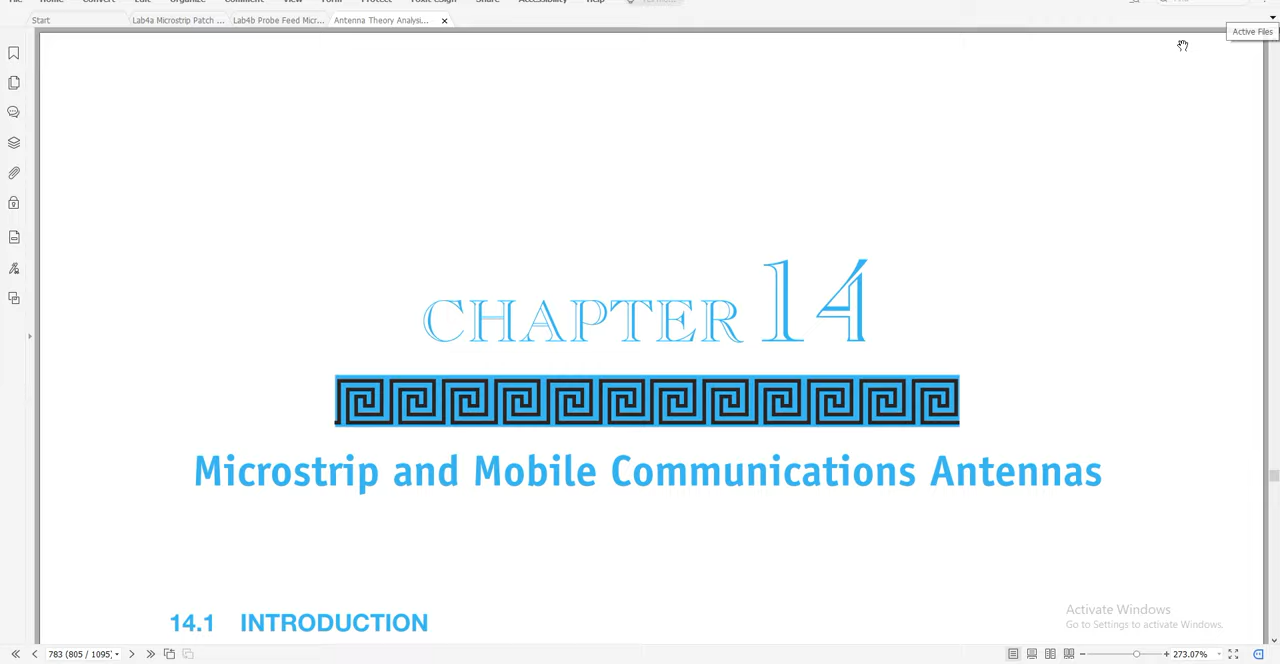 Start
Lab4a Microstrip Patch ...
Lab4b Probe Feed Micr...
Antenna Theory Analysi...
Active Files
CHAPTER 14
Microstrip and Mobile Communications Antennas
14.1 INTRODUCTION
Activate Windows
Go to Settings to activate Windows.
783 (805 / 1095)
273.07%